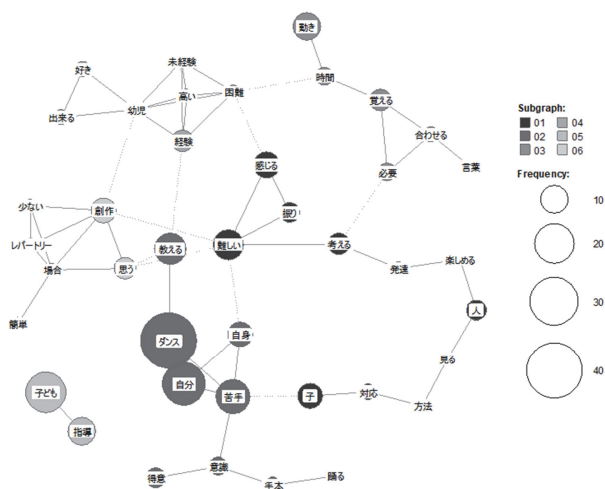 動き
未経験
好き
時間
高い
困難
覚える
幼児
出来る
合わせる
経験
言葉
感じる
必要
少ない
創作
振り
レパートリー
教える
難しい
考える
楽しめる
場合
思う
発達
簡単
人
自身
ダンス
見る
自分
子ども
苦手
子
対応
方法
指導
意識
得意
手本
踊る
Subgraph:
01 04
02 05
03 06
Frequency:
10
20
30
40